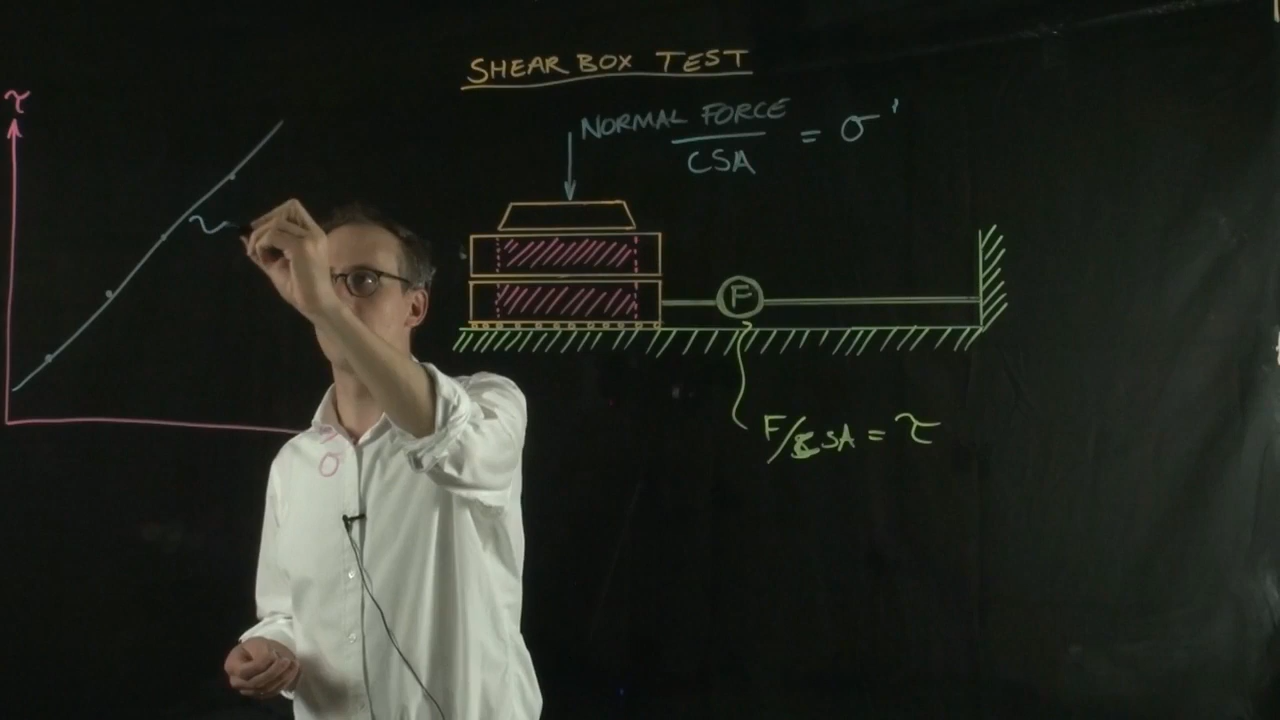 SHEAR BOX TEST
τ
NORMAL FORCE / CSA = σ'
F
F/CSA = τ
σ